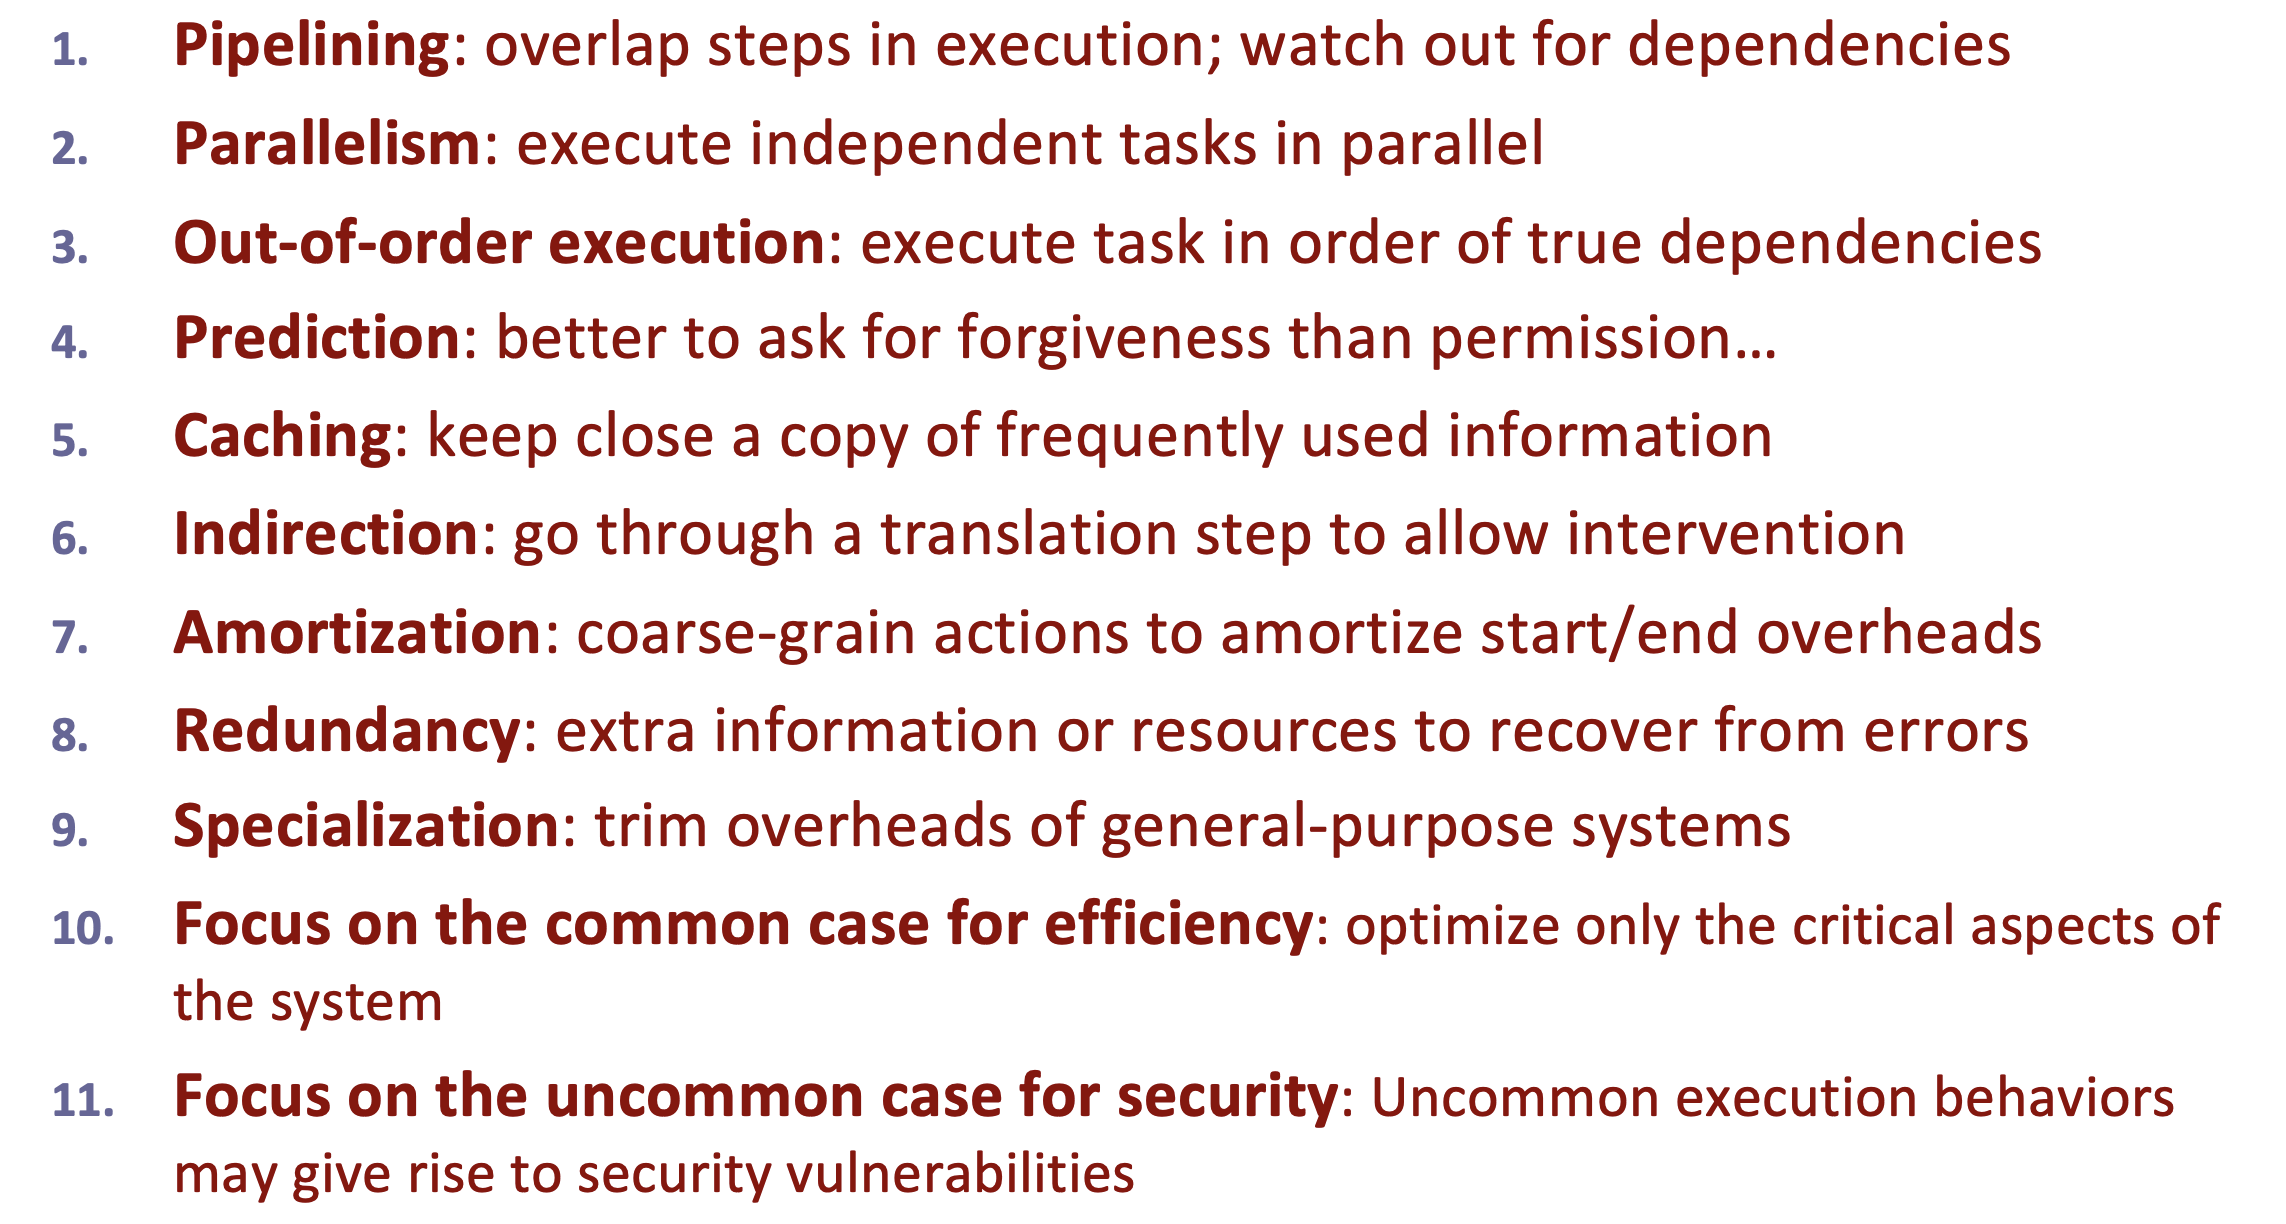 1. Pipelining: overlap steps in execution; watch out for dependencies
2. Parallelism: execute independent tasks in parallel
3. Out-of-order execution: execute task in order of true dependencies
4. Prediction: better to ask for forgiveness than permission…
5. Caching: keep close a copy of frequently used information
6. Indirection: go through a translation step to allow intervention
7. Amortization: coarse-grain actions to amortize start/end overheads
8. Redundancy: extra information or resources to recover from errors
9. Specialization: trim overheads of general-purpose systems
10. Focus on the common case for efficiency: optimize only the critical aspects of
the system
11. Focus on the uncommon case for security: Uncommon execution behaviors
may give rise to security vulnerabilities